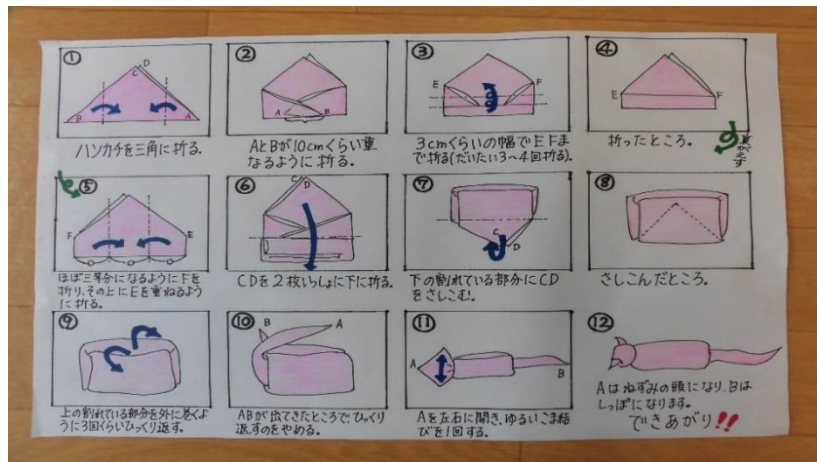 ①
C D
B A
ハンカチを三角に折る.
②
A B
AとBが10cmくらい重
なるように折る。
③
E F
3cmくらいの幅でEFま
で折る(だいたい3〜4回折る).
④
E F
折ったところ。
⑤
F E
ほぼ三等分になるようにFを
折り,その上にEを重ねるよう
に折る。
⑥
C D
CDを2枚いっしょに下に折る.
⑦
C D
下の割れている部分にCD
をさしこむ。
⑧
さしこんだところ。
⑨
上の割れている部分を外に巻くよ
うに3回くらいひっくり返す。
⑩
B A
ABが出てきたところで,ひっくり
返すのをやめる。
⑪
A B
Aを左右に開き,ゆるいこま結
びを1回する。
⑫
Aはねずみの頭になり,Bは
しっぽになります。
できあがり!!